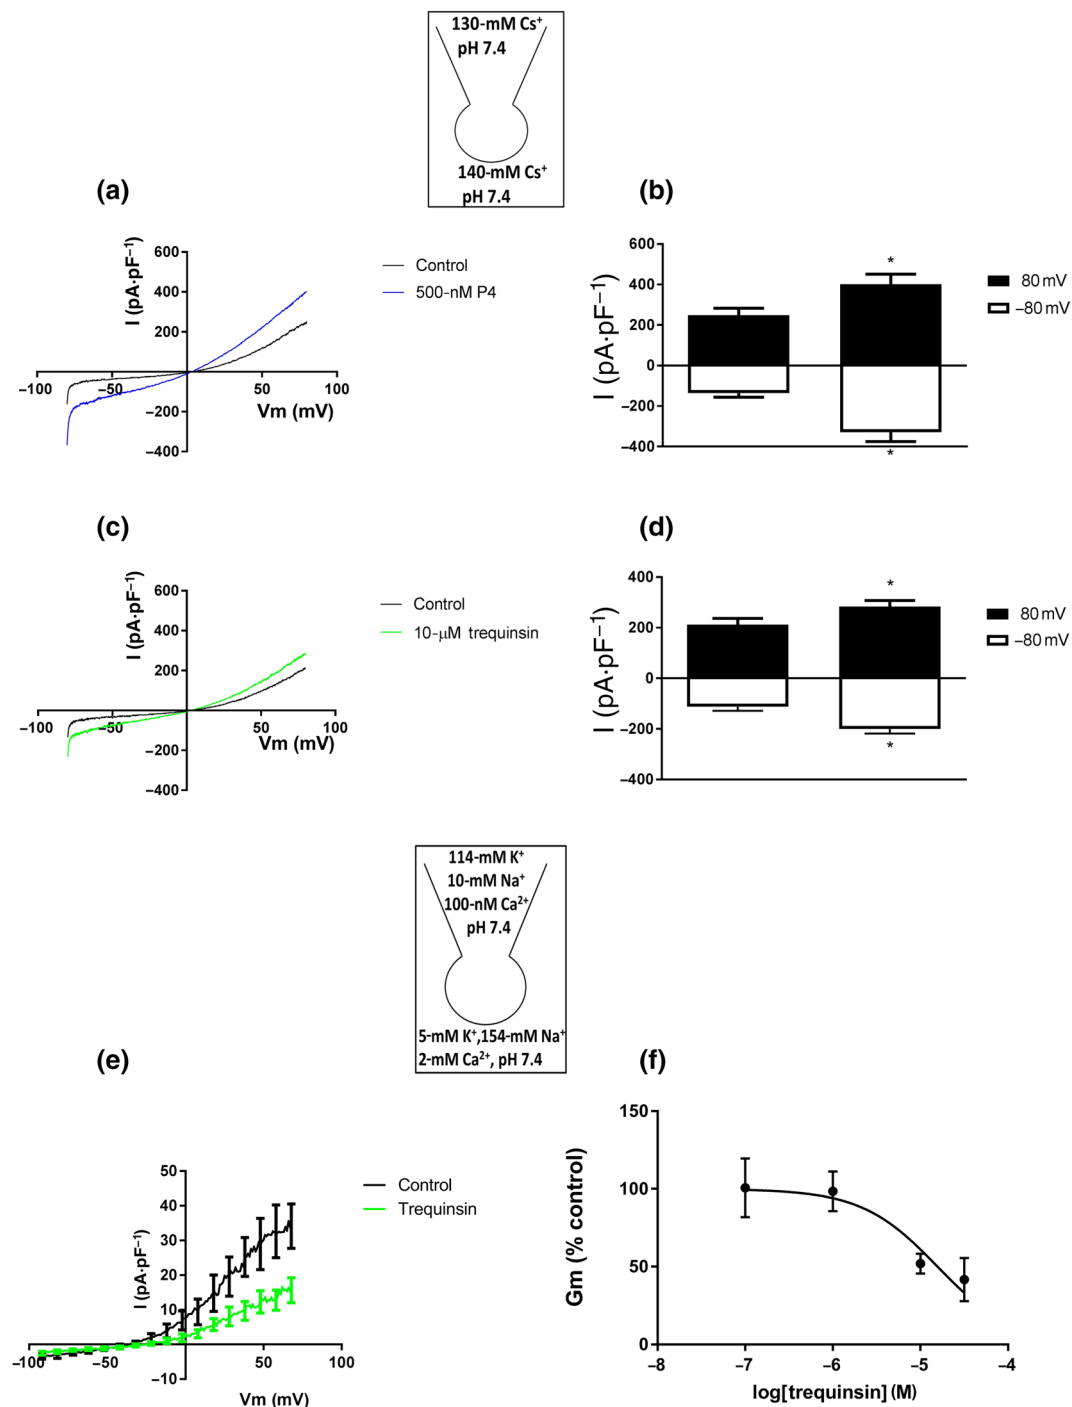 130-mM Cs⁺
pH 7.4
140-mM Cs⁺
pH 7.4
(a)
I (pA·pF⁻¹)
600
400
200
−200
−400
−100
−50
50
100
Vm (mV)
Control
500-nM P4
(b)
I (pA·pF⁻¹)
600
400
200
0
−200
−400
*
*
80 mV
−80 mV
(c)
I (pA·pF⁻¹)
600
400
200
−200
−400
−100
−50
50
100
Vm (mV)
Control
10-μM trequinsin
(d)
I (pA·pF⁻¹)
400
200
0
−200
−400
*
*
80 mV
−80 mV
114-mM K⁺
10-mM Na⁺
100-nM Ca²⁺
pH 7.4
5-mM K⁺,154-mM Na⁺
2-mM Ca²⁺, pH 7.4
(e)
I (pA·pF⁻¹)
50
40
30
20
10
−10
−100
−50
50
100
Vm (mV)
Control
Trequinsin
(f)
Gm (% control)
150
100
50
0
−8
−7
−6
−5
−4
log[trequinsin] (M)